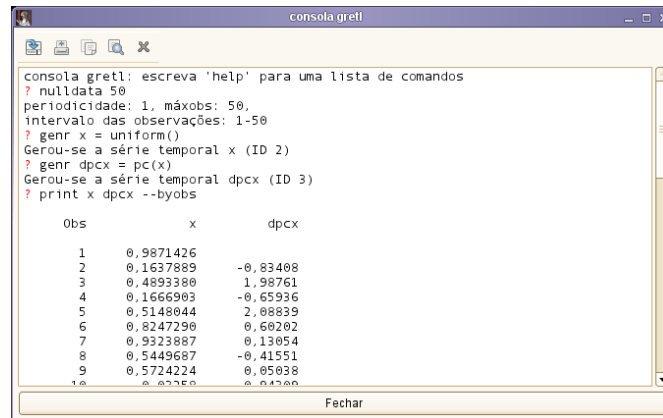 consola gretl
consola gretl: escreva 'help' para uma lista de comandos
? nulldata 50
periodicidade: 1, máxobs: 50,
intervalo das observações: 1-50
? genr x = uniform()
Gerou-se a série temporal x (ID 2)
? genr dpcx = pc(x)
Gerou-se a série temporal dpcx (ID 3)
? print x dpcx --byobs
Obs x dpcx
1 0,9871426
2 0,1637889 -0,83408
3 0,4893380 1,98761
4 0,1666903 -0,65936
5 0,5148044 2,08839
6 0,8247290 0,60202
7 0,9323887 0,13054
8 0,5449687 -0,41551
9 0,5724224 0,05038
Fechar